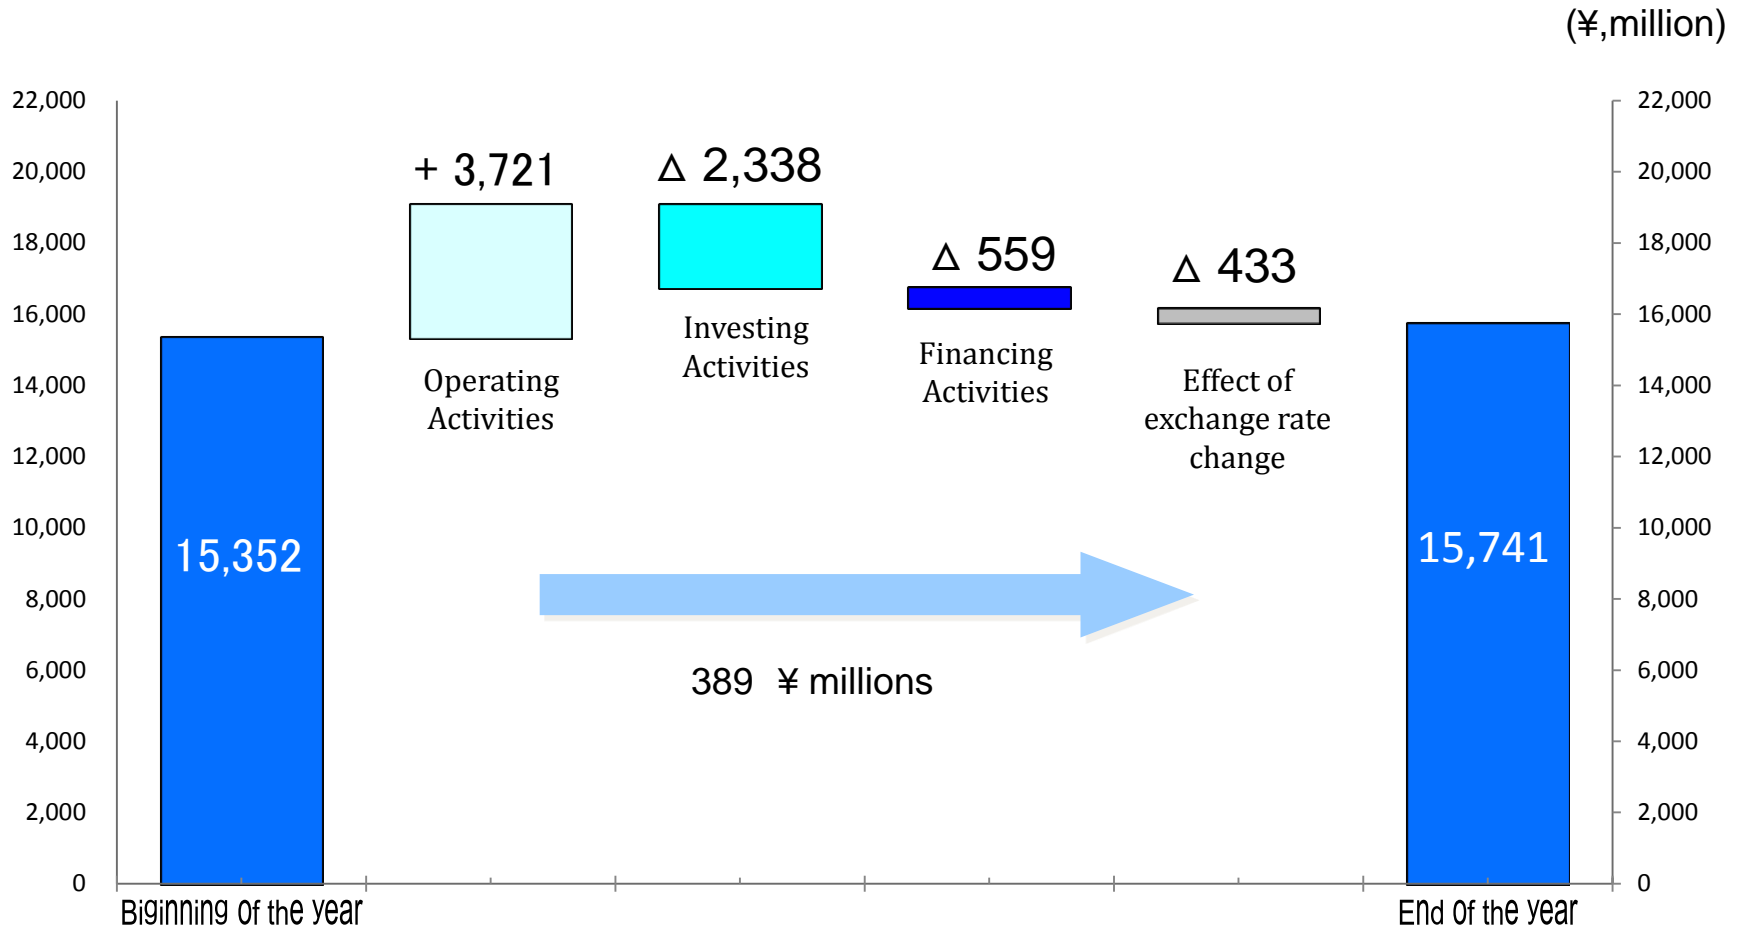 (¥,million)
22,000
20,000
18,000
16,000
14,000
12,000
10,000
8,000
6,000
4,000
2,000
0
+ 3,721
Δ 2,338
Δ 559
Δ 433
Operating
Activities
Investing
Activities
Financing
Activities
Effect of
exchange rate
change
15,352
15,741
389 ¥ millions
22,000
20,000
18,000
16,000
14,000
12,000
10,000
8,000
6,000
4,000
2,000
0
Biginning of the year
End of the year